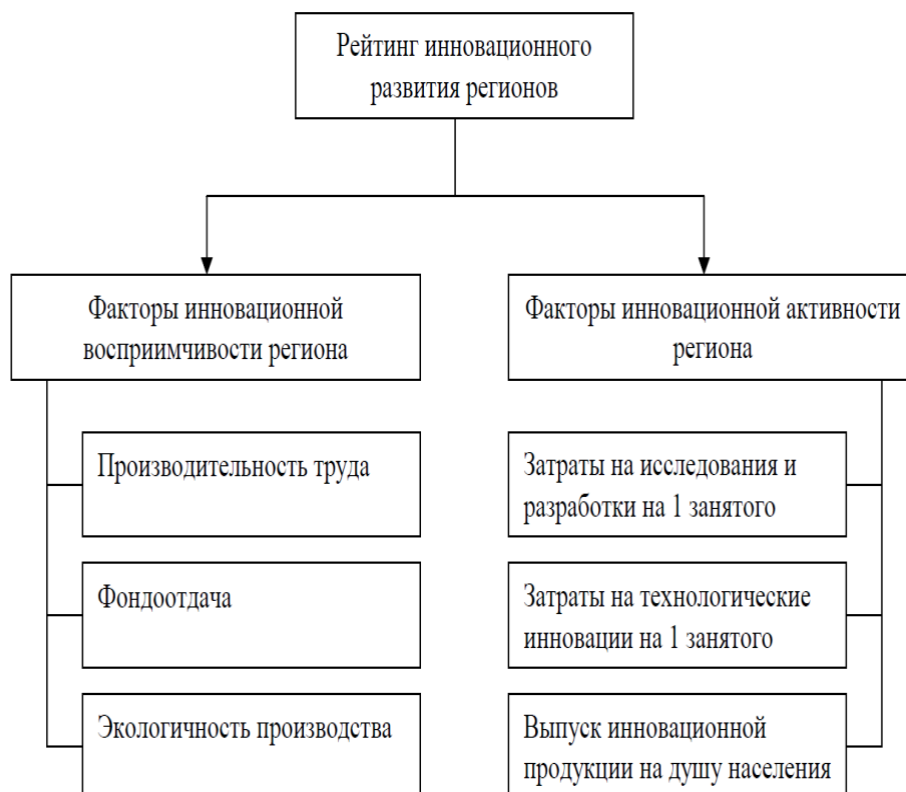 Рейтинг инновационного
развития регионов
Факторы инновационной
восприимчивости региона
Факторы инновационной активности
региона
Производительность труда
Фондоотдача
Экологичность производства
Затраты на исследования и
разработки на 1 занятого
Затраты на технологические
инновации на 1 занятого
Выпуск инновационной
продукции на душу населения